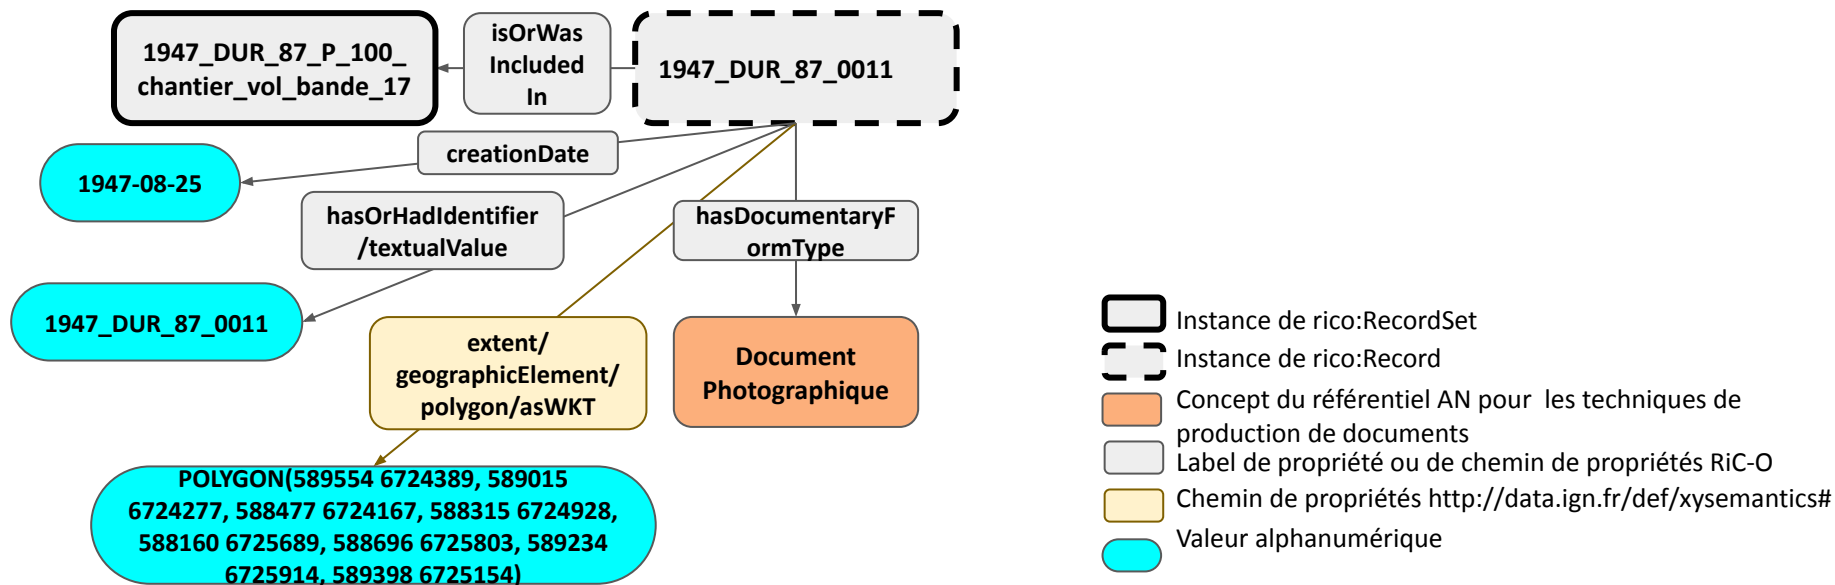 1947_DUR_87_P_100_
chantier_vol_bande_17
isOrWas
Included
In
1947_DUR_87_0011
creationDate
1947-08-25
hasOrHadIdentifier
/textualValue
hasDocumentaryF
ormType
1947_DUR_87_0011
extent/
geographicElement/
polygon/asWKT
Document
Photographique
POLYGON(589554 6724389, 589015
6724277, 588477 6724167, 588315 6724928,
588160 6725689, 588696 6725803, 589234
6725914, 589398 6725154)
Instance de rico:RecordSet
Instance de rico:Record
Concept du référentiel AN pour les techniques de
production de documents
Label de propriété ou de chemin de propriétés RiC-O
Chemin de propriétés http://data.ign.fr/def/xysemantics#
Valeur alphanumérique